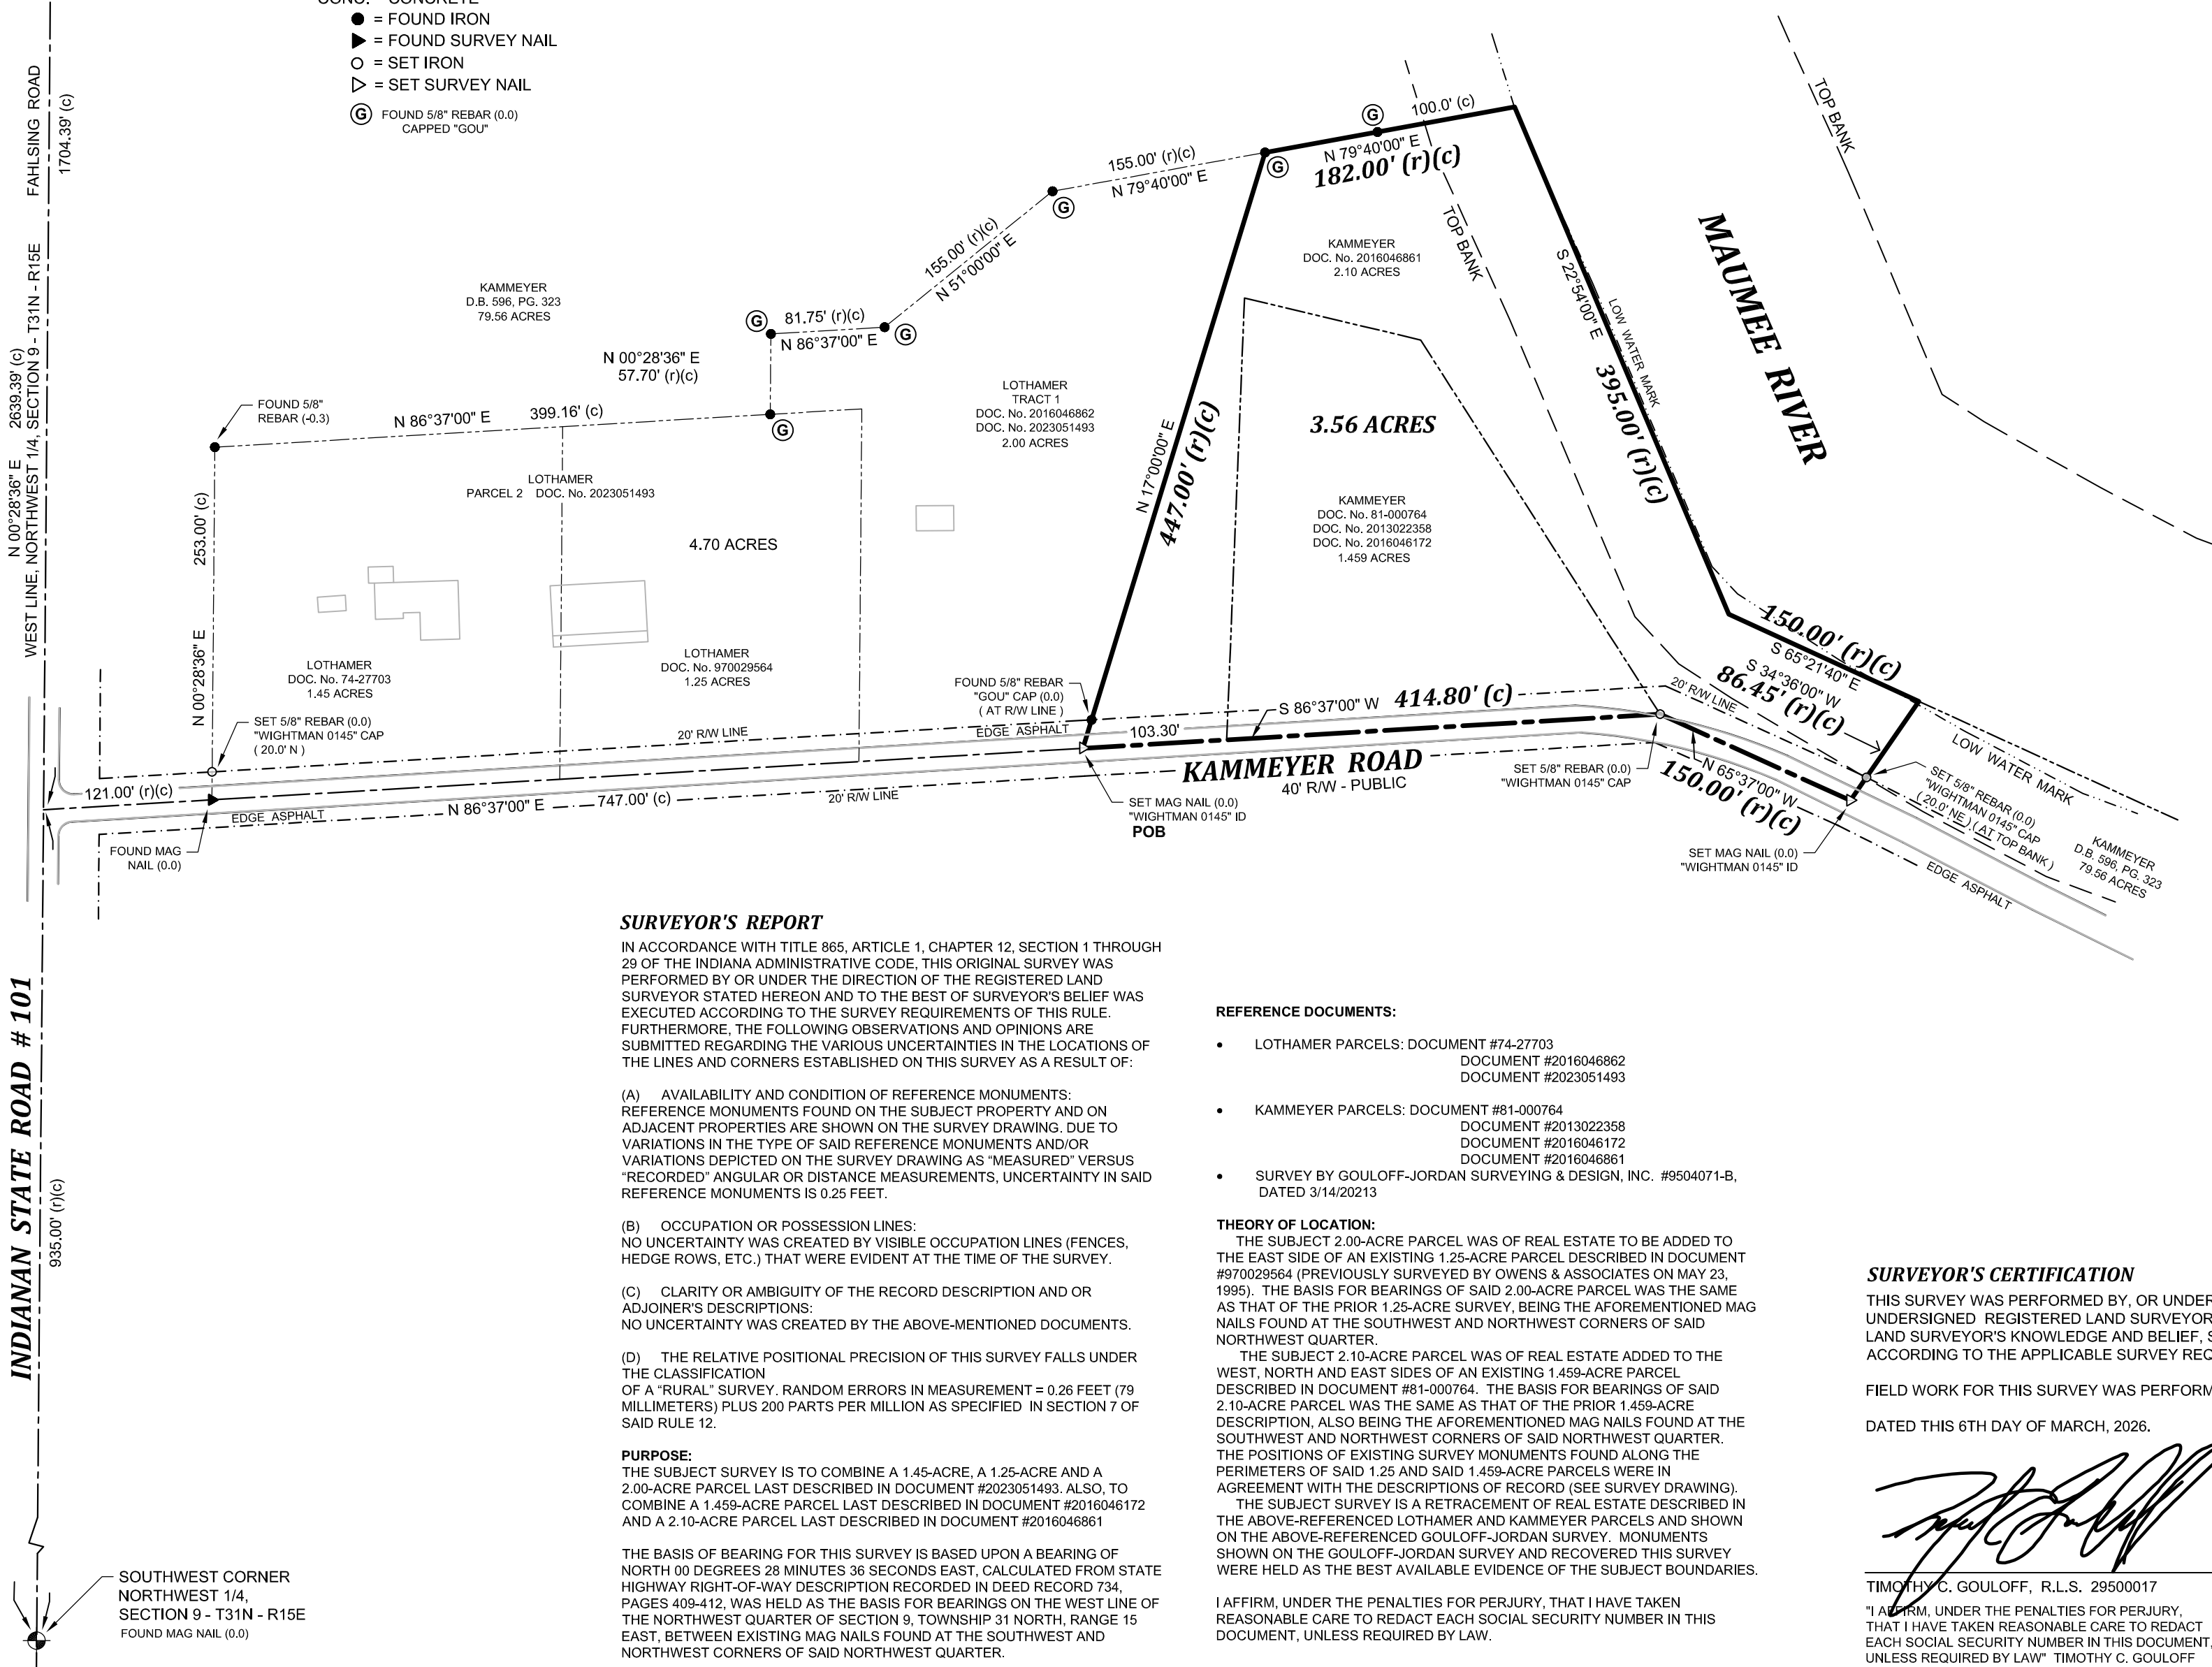 CONC. = CONCRETE
= FOUND IRON
= FOUND SURVEY NAIL
= SET IRON
= SET SURVEY NAIL
G FOUND 5/8" REBAR (0.0)
CAPPED "GOU"
FAHLSING ROAD
1704.39' (c)
N 00°28'36" E 2639.39' (c)
WEST LINE, NORTHWEST 1/4, SECTION 9 - T31N - R15E
INDIANAN STATE ROAD # 101
935.00' (r)(c)
SOUTHWEST CORNER
NORTHWEST 1/4,
SECTION 9 - T31N - R15E
FOUND MAG NAIL (0.0)
KAMMEYER
D.B. 596, PG. 323
79.56 ACRES
FOUND 5/8"
REBAR (-0.3)
N 86°37'00" E 399.16' (c)
N 00°28'36" E
57.70' (r)(c)
G
G
81.75' (r)(c)
N 86°37'00" E
G
155.00' (r)(c)
N 51°00'00" E
G
155.00' (r)(c)
N 79°40'00" E
G
G
100.0' (c)
N 79°40'00" E
182.00' (r)(c)
253.00' (c)
N 00°28'36" E
LOTHAMER
PARCEL 2 DOC. No. 2023051493
4.70 ACRES
LOTHAMER
DOC. No. 74-27703
1.45 ACRES
LOTHAMER
DOC. No. 970029564
1.25 ACRES
LOTHAMER
TRACT 1
DOC. No. 2016046862
DOC. No. 2023051493
2.00 ACRES
N 17°00'00" E
447.00' (r)(c)
KAMMEYER
DOC. No. 2016046861
2.10 ACRES
3.56 ACRES
KAMMEYER
DOC. No. 81-000764
DOC. No. 2013022358
DOC. No. 2016046172
1.459 ACRES
TOP BANK
TOP BANK
MAUMEE RIVER
S 22°54'00" E
395.00' (r)(c)
LOW WATER MARK
150.00' (r)(c)
S 65°21'40" E
S 34°36'00" W
86.45' (r)(c)
20' R/W LINE
LOW WATER MARK
SET 5/8" REBAR (0.0)
"WIGHTMAN 0145" CAP
( 20.0' NE ) ( AT TOP BANK )
KAMMEYER
D.B. 596, PG. 323
79.56 ACRES
EDGE ASPHALT
SET 5/8" REBAR (0.0)
"WIGHTMAN 0145" CAP
( 20.0' N )
20' R/W LINE
FOUND 5/8" REBAR
"GOU" CAP (0.0)
( AT R/W LINE )
EDGE ASPHALT
103.30'
S 86°37'00" W 414.80' (c)
KAMMEYER ROAD
40' R/W - PUBLIC
SET 5/8" REBAR (0.0)
"WIGHTMAN 0145" CAP
N 65°37'00" W
150.00' (r)(c)
SET MAG NAIL (0.0)
"WIGHTMAN 0145" ID
121.00' (r)(c)
EDGE ASPHALT
N 86°37'00" E 747.00' (c)
20' R/W LINE
FOUND MAG
NAIL (0.0)
SET MAG NAIL (0.0)
"WIGHTMAN 0145" ID
POB
SURVEYOR'S REPORT
IN ACCORDANCE WITH TITLE 865, ARTICLE 1, CHAPTER 12, SECTION 1 THROUGH
29 OF THE INDIANA ADMINISTRATIVE CODE, THIS ORIGINAL SURVEY WAS
PERFORMED BY OR UNDER THE DIRECTION OF THE REGISTERED LAND
SURVEYOR STATED HEREON AND TO THE BEST OF SURVEYOR'S BELIEF WAS
EXECUTED ACCORDING TO THE SURVEY REQUIREMENTS OF THIS RULE.
FURTHERMORE, THE FOLLOWING OBSERVATIONS AND OPINIONS ARE
SUBMITTED REGARDING THE VARIOUS UNCERTAINTIES IN THE LOCATIONS OF
THE LINES AND CORNERS ESTABLISHED ON THIS SURVEY AS A RESULT OF:
(A) AVAILABILITY AND CONDITION OF REFERENCE MONUMENTS:
REFERENCE MONUMENTS FOUND ON THE SUBJECT PROPERTY AND ON
ADJACENT PROPERTIES ARE SHOWN ON THE SURVEY DRAWING. DUE TO
VARIATIONS IN THE TYPE OF SAID REFERENCE MONUMENTS AND/OR
VARIATIONS DEPICTED ON THE SURVEY DRAWING AS "MEASURED" VERSUS
"RECORDED" ANGULAR OR DISTANCE MEASUREMENTS, UNCERTAINTY IN SAID
REFERENCE MONUMENTS IS 0.25 FEET.
(B) OCCUPATION OR POSSESSION LINES:
NO UNCERTAINTY WAS CREATED BY VISIBLE OCCUPATION LINES (FENCES,
HEDGE ROWS, ETC.) THAT WERE EVIDENT AT THE TIME OF THE SURVEY.
(C) CLARITY OR AMBIGUITY OF THE RECORD DESCRIPTION AND OR
ADJOINER'S DESCRIPTIONS:
NO UNCERTAINTY WAS CREATED BY THE ABOVE-MENTIONED DOCUMENTS.
(D) THE RELATIVE POSITIONAL PRECISION OF THIS SURVEY FALLS UNDER
THE CLASSIFICATION
OF A "RURAL" SURVEY. RANDOM ERRORS IN MEASUREMENT = 0.26 FEET (79
MILLIMETERS) PLUS 200 PARTS PER MILLION AS SPECIFIED IN SECTION 7 OF
SAID RULE 12.
PURPOSE:
THE SUBJECT SURVEY IS TO COMBINE A 1.45-ACRE, A 1.25-ACRE AND A
2.00-ACRE PARCEL LAST DESCRIBED IN DOCUMENT #2023051493. ALSO, TO
COMBINE A 1.459-ACRE PARCEL LAST DESCRIBED IN DOCUMENT #2016046172
AND A 2.10-ACRE PARCEL LAST DESCRIBED IN DOCUMENT #2016046861
THE BASIS OF BEARING FOR THIS SURVEY IS BASED UPON A BEARING OF
NORTH 00 DEGREES 28 MINUTES 36 SECONDS EAST, CALCULATED FROM STATE
HIGHWAY RIGHT-OF-WAY DESCRIPTION RECORDED IN DEED RECORD 734,
PAGES 409-412, WAS HELD AS THE BASIS FOR BEARINGS ON THE WEST LINE OF
THE NORTHWEST QUARTER OF SECTION 9, TOWNSHIP 31 NORTH, RANGE 15
EAST, BETWEEN EXISTING MAG NAILS FOUND AT THE SOUTHWEST AND
NORTHWEST CORNERS OF SAID NORTHWEST QUARTER.
REFERENCE DOCUMENTS:
• LOTHAMER PARCELS: DOCUMENT #74-27703
DOCUMENT #2016046862
DOCUMENT #2023051493
• KAMMEYER PARCELS: DOCUMENT #81-000764
DOCUMENT #2013022358
DOCUMENT #2016046172
DOCUMENT #2016046861
• SURVEY BY GOULOFF-JORDAN SURVEYING & DESIGN, INC. #9504071-B,
DATED 3/14/20213
THEORY OF LOCATION:
THE SUBJECT 2.00-ACRE PARCEL WAS OF REAL ESTATE TO BE ADDED TO
THE EAST SIDE OF AN EXISTING 1.25-ACRE PARCEL DESCRIBED IN DOCUMENT
#970029564 (PREVIOUSLY SURVEYED BY OWENS & ASSOCIATES ON MAY 23,
1995). THE BASIS FOR BEARINGS OF SAID 2.00-ACRE PARCEL WAS THE SAME
AS THAT OF THE PRIOR 1.25-ACRE SURVEY, BEING THE AFOREMENTIONED MAG
NAILS FOUND AT THE SOUTHWEST AND NORTHWEST CORNERS OF SAID
NORTHWEST QUARTER.
THE SUBJECT 2.10-ACRE PARCEL WAS OF REAL ESTATE ADDED TO THE
WEST, NORTH AND EAST SIDES OF AN EXISTING 1.459-ACRE PARCEL
DESCRIBED IN DOCUMENT #81-000764. THE BASIS FOR BEARINGS OF SAID
2.10-ACRE PARCEL WAS THE SAME AS THAT OF THE PRIOR 1.459-ACRE
DESCRIPTION, ALSO BEING THE AFOREMENTIONED MAG NAILS FOUND AT THE
SOUTHWEST AND NORTHWEST CORNERS OF SAID NORTHWEST QUARTER.
THE POSITIONS OF EXISTING SURVEY MONUMENTS FOUND ALONG THE
PERIMETERS OF SAID 1.25 AND SAID 1.459-ACRE PARCELS WERE IN
AGREEMENT WITH THE DESCRIPTIONS OF RECORD (SEE SURVEY DRAWING).
THE SUBJECT SURVEY IS A RETRACEMENT OF REAL ESTATE DESCRIBED IN
THE ABOVE-REFERENCED LOTHAMER AND KAMMEYER PARCELS AND SHOWN
ON THE ABOVE-REFERENCED GOULOFF-JORDAN SURVEY. MONUMENTS
SHOWN ON THE GOULOFF-JORDAN SURVEY AND RECOVERED THIS SURVEY
WERE HELD AS THE BEST AVAILABLE EVIDENCE OF THE SUBJECT BOUNDARIES.
I AFFIRM, UNDER THE PENALTIES FOR PERJURY, THAT I HAVE TAKEN
REASONABLE CARE TO REDACT EACH SOCIAL SECURITY NUMBER IN THIS
DOCUMENT, UNLESS REQUIRED BY LAW.
SURVEYOR'S CERTIFICATION
THIS SURVEY WAS PERFORMED BY, OR UNDER
UNDERSIGNED REGISTERED LAND SURVEYOR
LAND SURVEYOR'S KNOWLEDGE AND BELIEF, S
ACCORDING TO THE APPLICABLE SURVEY REQ
FIELD WORK FOR THIS SURVEY WAS PERFORM
DATED THIS 6TH DAY OF MARCH, 2026.
TIMOTHY C. GOULOFF, R.L.S. 29500017
"I AFFIRM, UNDER THE PENALTIES FOR PERJURY,
THAT I HAVE TAKEN REASONABLE CARE TO REDACT
EACH SOCIAL SECURITY NUMBER IN THIS DOCUMENT,
UNLESS REQUIRED BY LAW" TIMOTHY C. GOULOFF